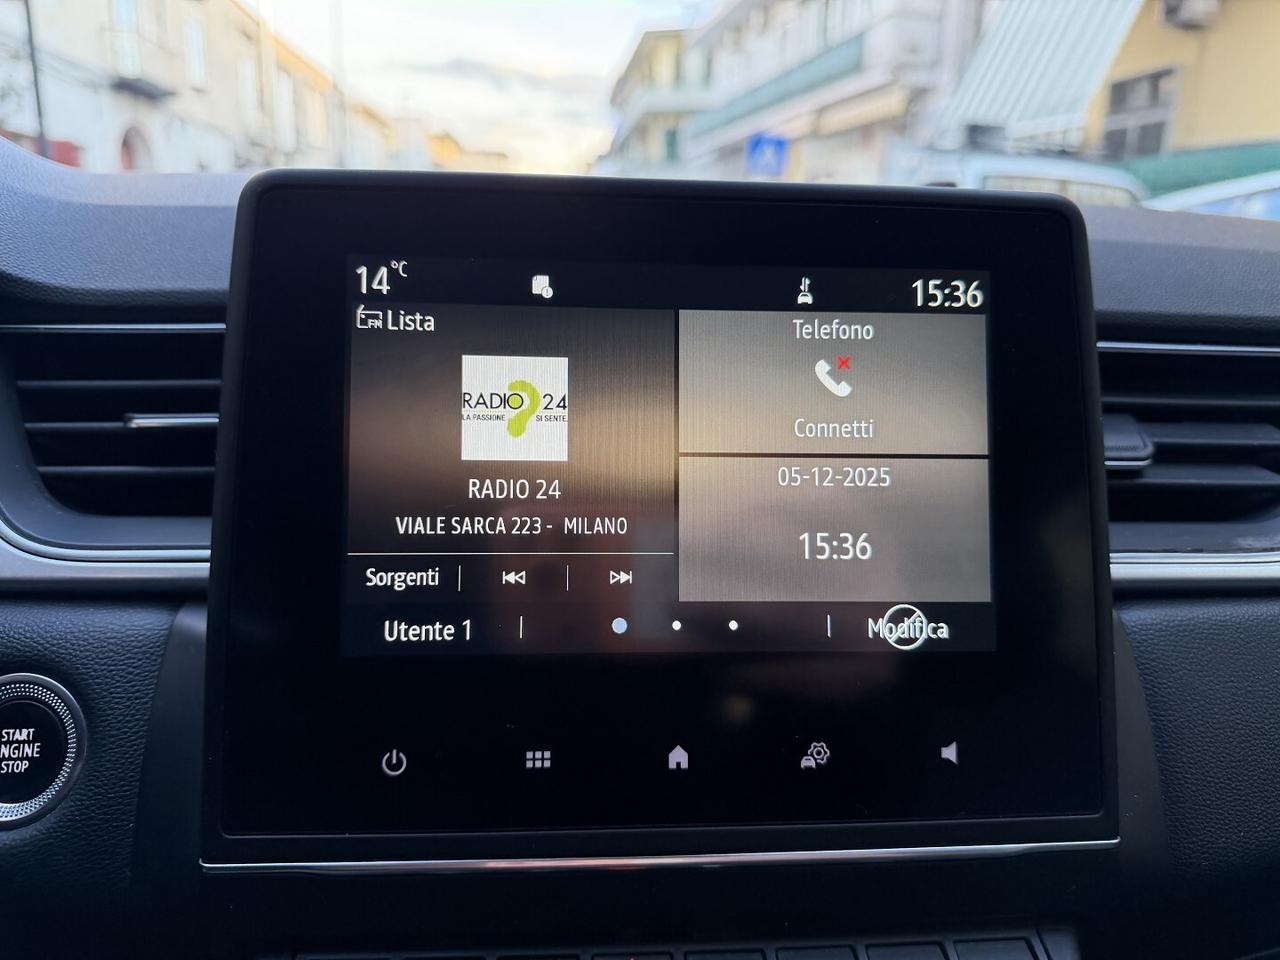 14°C
15:36
FM Lista
RADIO 24
LA PASSIONE SI SENTE.
RADIO 24
VIALE SARCA 223 - MILANO
Sorgenti
Telefono
Connetti
05-12-2025
15:36
Utente 1
Modifica
START
ENGINE
STOP